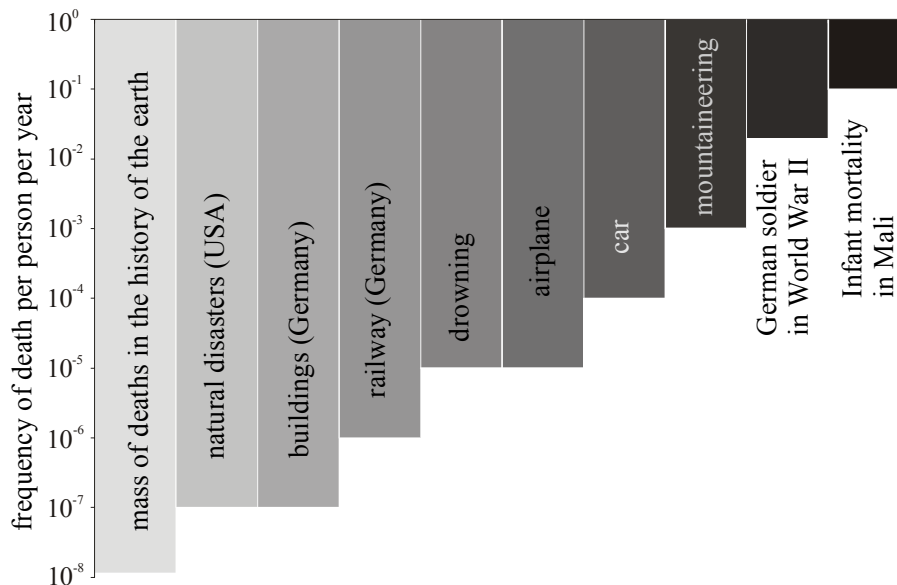 frequency of death per person per year
10⁰
10⁻¹
10⁻²
10⁻³
10⁻⁴
10⁻⁵
10⁻⁶
10⁻⁷
10⁻⁸
mass of deaths in the history of the earth
natural disasters (USA)
buildings (Germany)
railway (Germany)
drowning
airplane
car
mountaineering
German soldier
in World War II
Infant mortality
in Mali